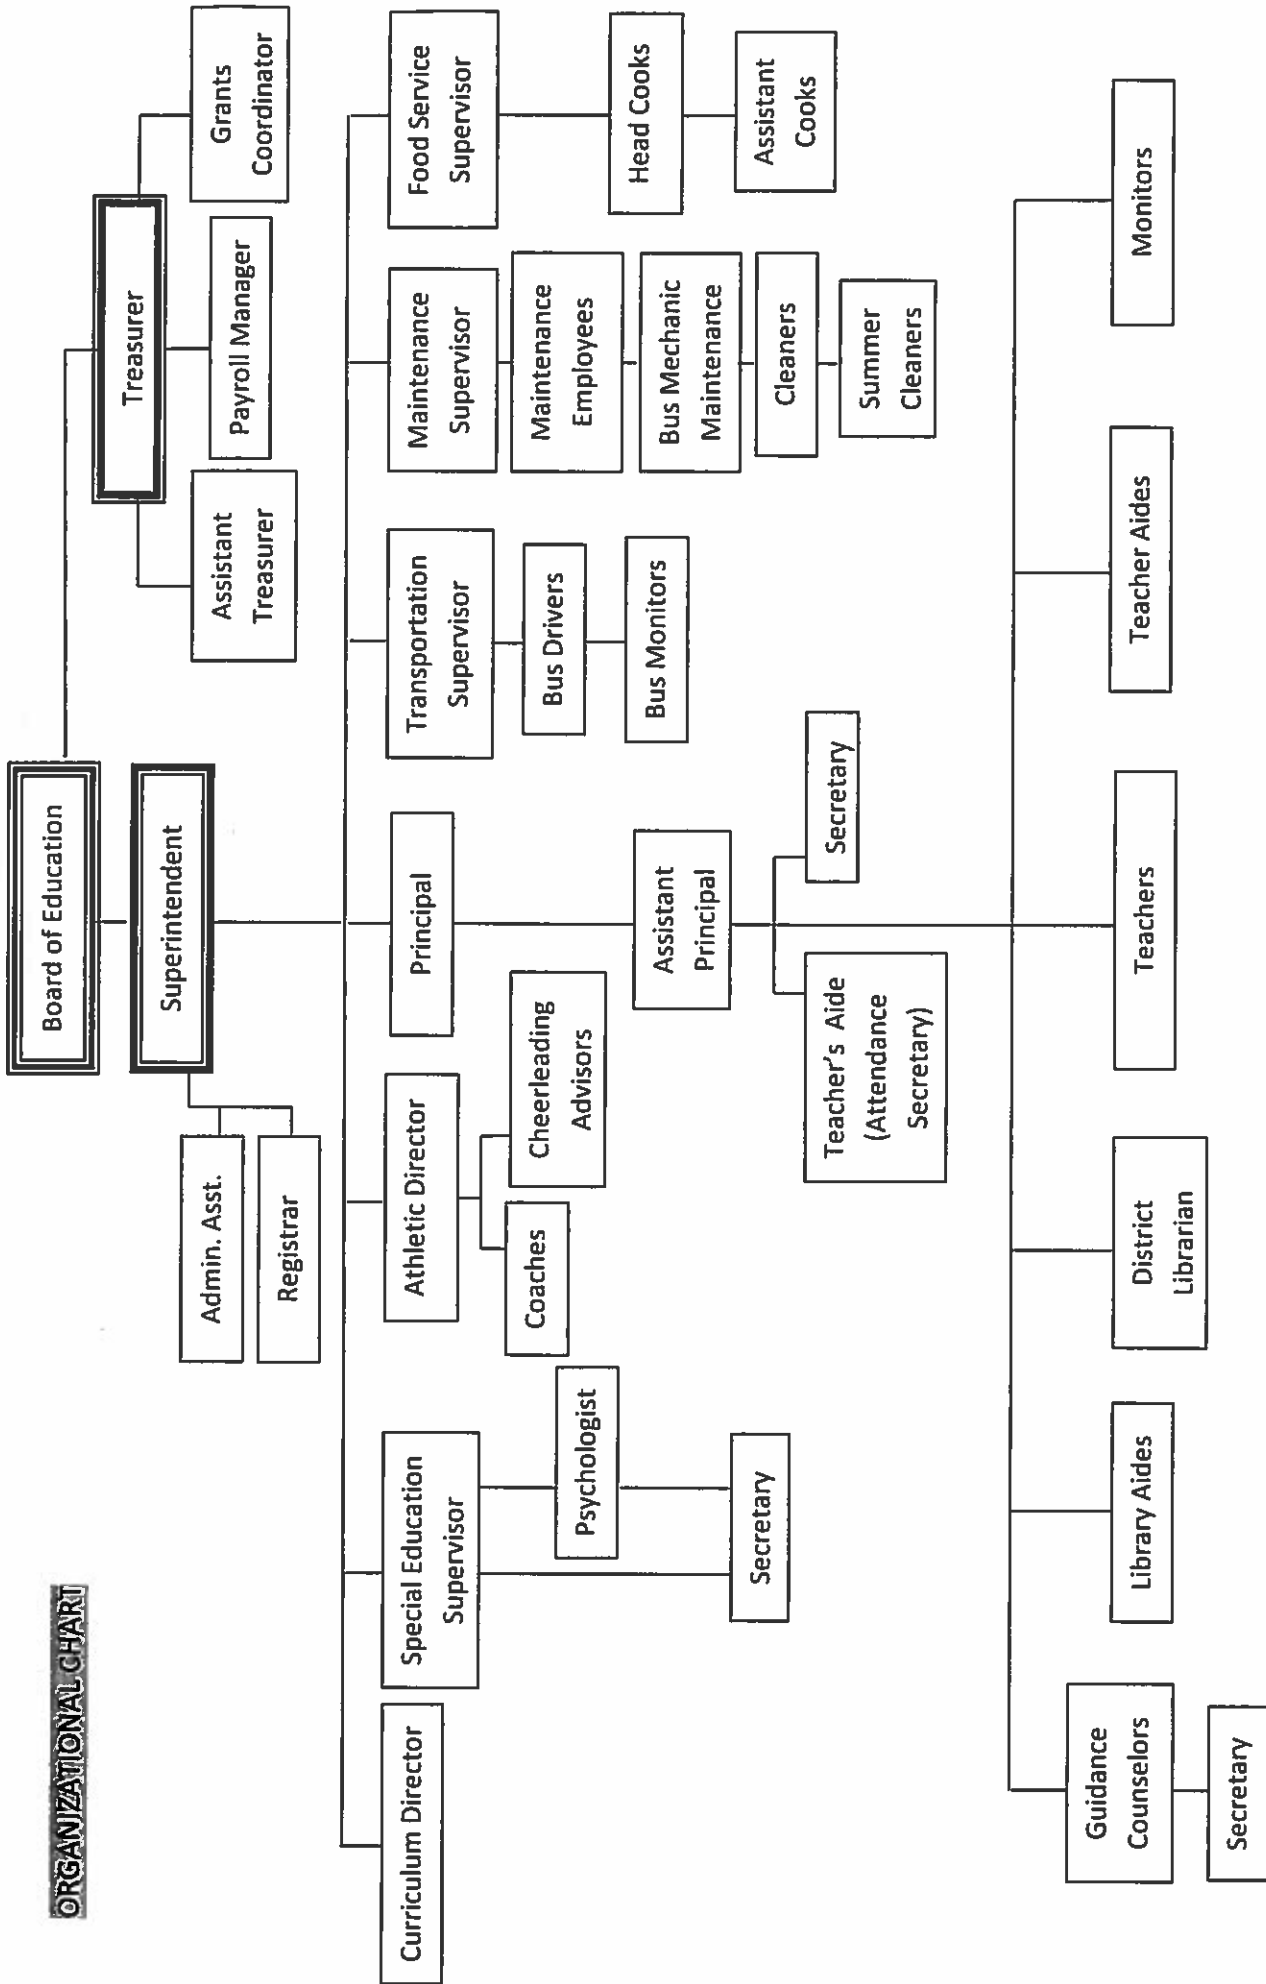 ORGANIZATIONAL CHART
Board of Education
Superintendent
Treasurer
Admin. Asst.
Registrar
Assistant
Treasurer
Payroll Manager
Grants
Coordinator
Curriculum Director
Special Education
Supervisor
Athletic Director
Principal
Transportation
Supervisor
Maintenance
Supervisor
Food Service
Supervisor
Psychologist
Secretary
Coaches
Cheerleading
Advisors
Assistant
Principal
Teacher's Aide
(Attendance
Secretary)
Secretary
Bus Drivers
Bus Monitors
Maintenance
Employees
Bus Mechanic
Maintenance
Cleaners
Summer
Cleaners
Head Cooks
Assistant
Cooks
Guidance
Counselors
Secretary
Library Aides
District
Librarian
Teachers
Teacher Aides
Monitors